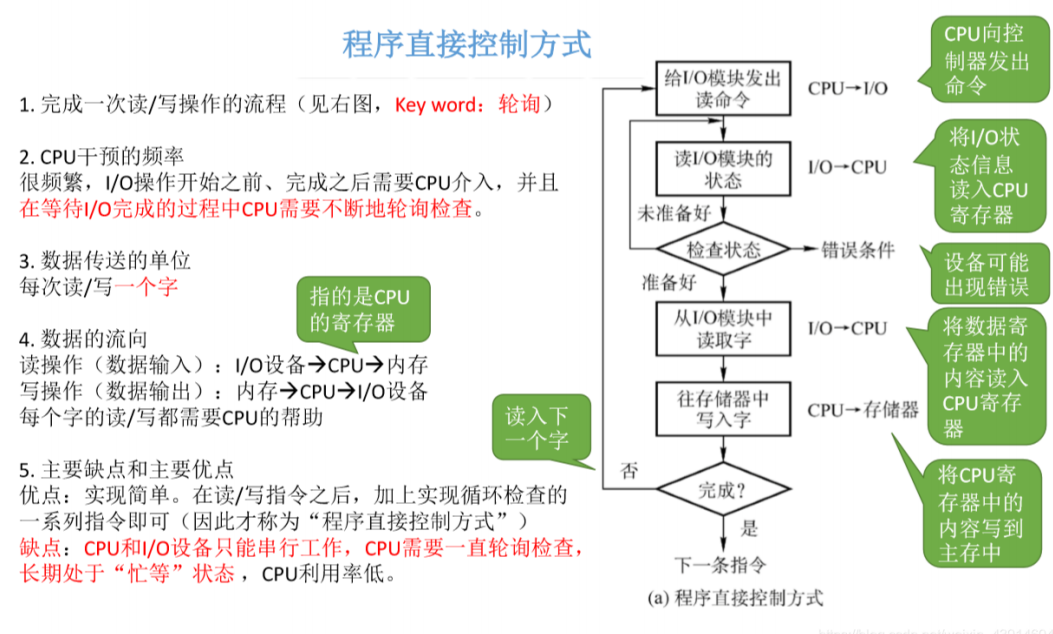 程序直接控制方式
1. 完成一次读/写操作的流程（见右图，Key word：轮询）
2. CPU干预的频率
很频繁，I/O操作开始之前、完成之后需要CPU介入，并且
在等待I/O完成的过程中CPU需要不断地轮询检查。
3. 数据传送的单位
每次读/写一个字
指的是CPU
的寄存器
4. 数据的流向
读操作（数据输入）：I/O设备→CPU→内存
写操作（数据输出）：内存→CPU→I/O设备
每个字的读/写都需要CPU的帮助
5. 主要缺点和主要优点
优点：实现简单。在读/写指令之后，加上实现循环检查的
一系列指令即可（因此才称为“程序直接控制方式”）
缺点：CPU和I/O设备只能串行工作，CPU需要一直轮询检查，
长期处于“忙等”状态，CPU利用率低。
给I/O模块发出
读命令
CPU→I/O
CPU向控
制器发出
命令
读I/O模块的
状态
I/O→CPU
将I/O状
态信息
读入CPU
寄存器
未准备好
检查状态
错误条件
设备可能
出现错误
准备好
从I/O模块中
读取字
I/O→CPU
将数据寄
存器中的
内容读入
CPU寄存
器
往存储器中
写入字
CPU→存储器
将CPU寄
存器中的
内容写到
主存中
读入下
一个字
否
完成？
是
下一条指令
(a) 程序直接控制方式